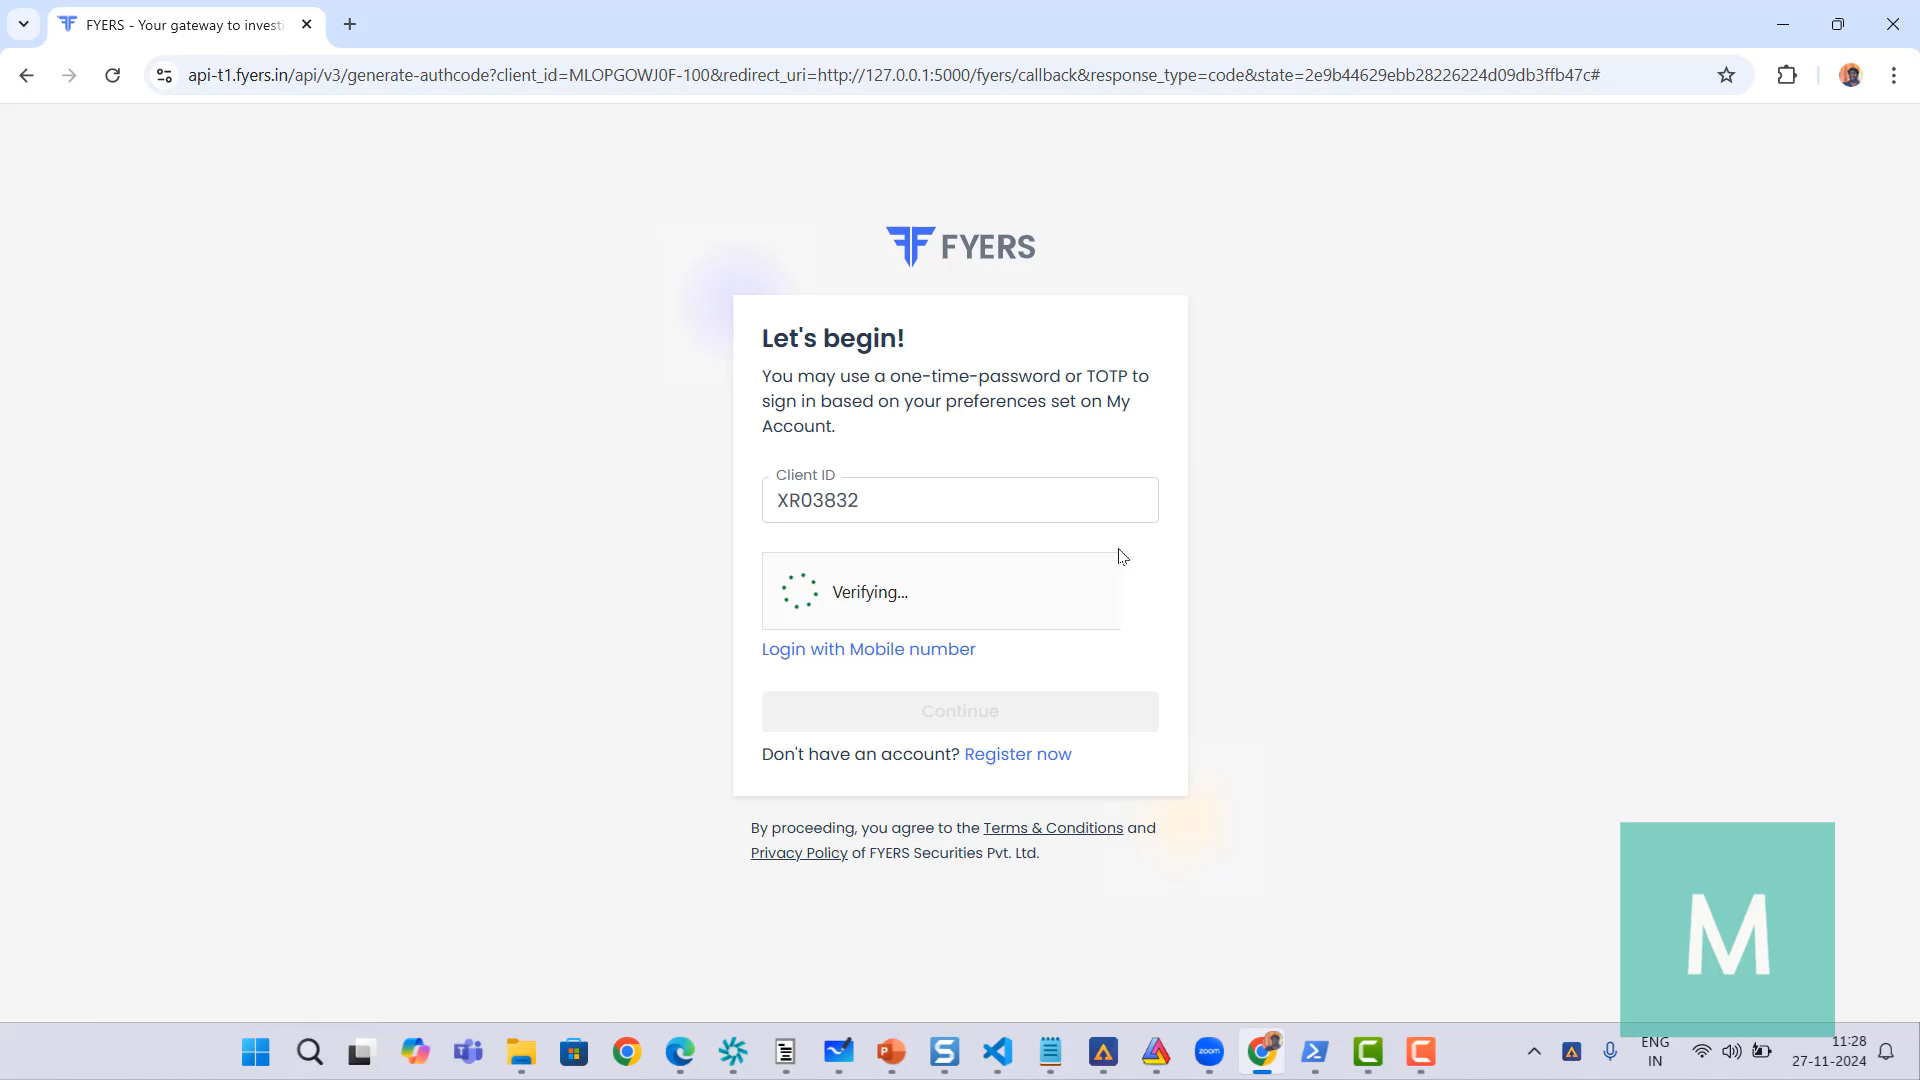 FYERS - Your gateway to investi
api-t1.fyers.in/api/v3/generate-authcode?client_id=MLOPGOWJ0F-100&redirect_uri=http://127.0.0.1:5000/fyers/callback&response_type=code&state=2e9b44629ebb28226224d09db3ffb47c#
FYERS
Let's begin!
You may use a one-time-password or TOTP to
sign in based on your preferences set on My
Account.
Client ID
XR03832
Verifying...
Login with Mobile number
Continue
Don't have an account? Register now
By proceeding, you agree to the Terms & Conditions and
Privacy Policy of FYERS Securities Pvt. Ltd.
M
zoom
ENG
IN
11:28
27-11-2024